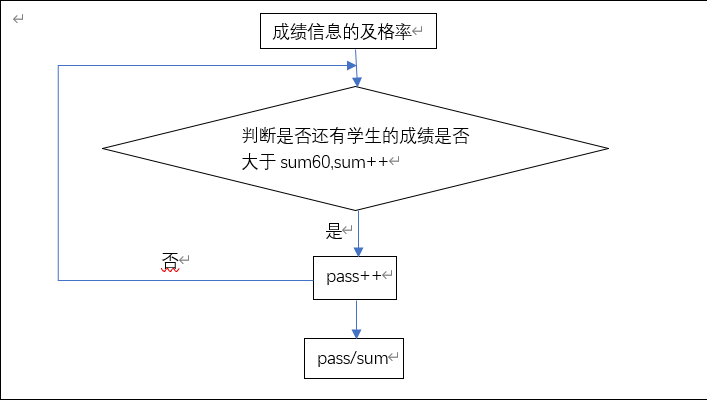 成绩信息的及格率
判断是否还有学生的成绩是否
大于 sum60,sum++
是
否
pass++
pass/sum